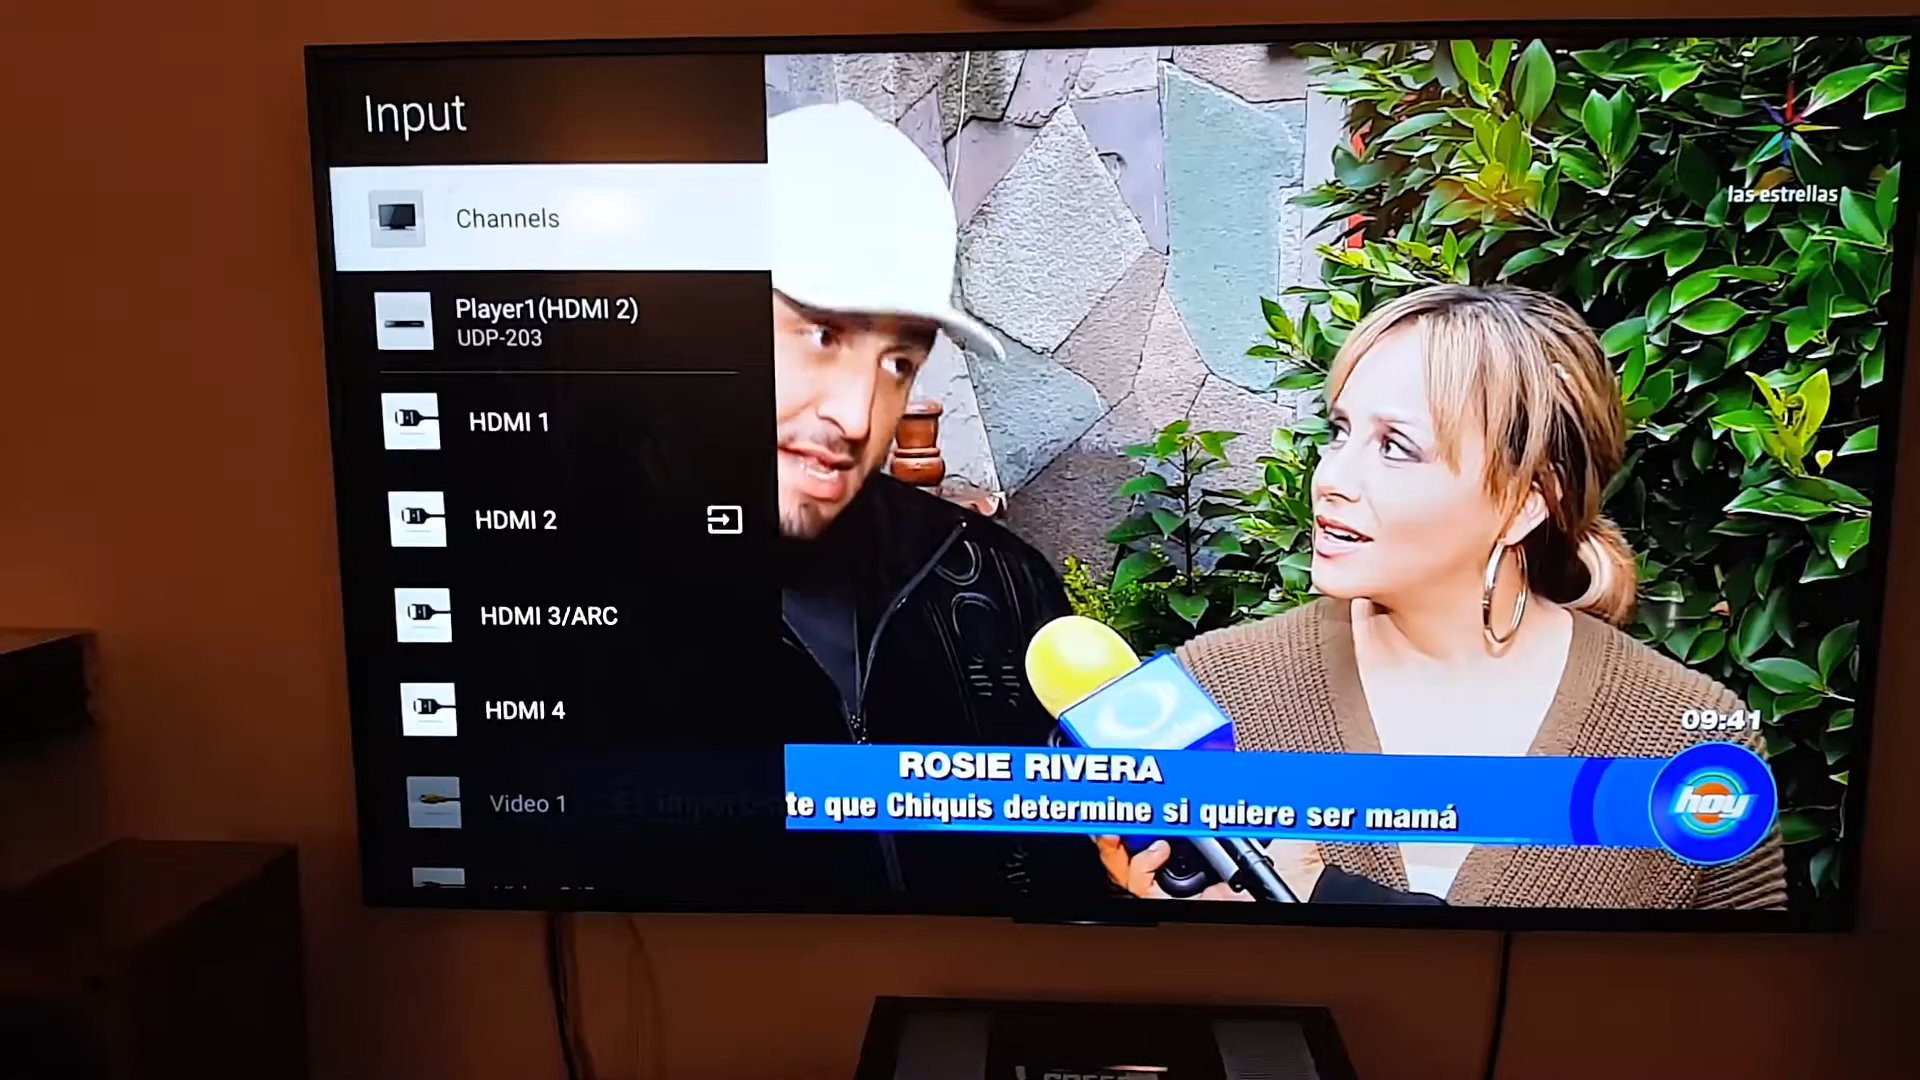 Input
Channels
Player1(HDMI 2)
UDP-203
HDMI 1
HDMI 2
HDMI 3/ARC
HDMI 4
Video 1
las estrellas
09:41
ROSIE RIVERA
te que Chiquis determine si quiere ser mamá
hoy